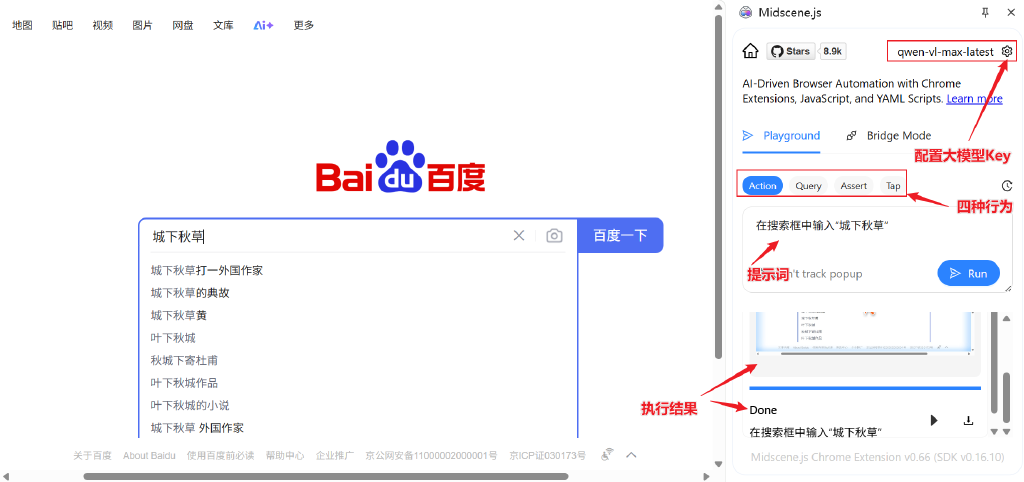 地图 贴吧 视频 图片 网盘 文库 Ai+ 更多
Bai du 百度
城下秋草 百度一下
城下秋草打一外国作家
城下秋草的典故
城下秋草黄
叶下秋城
秋城下寄杜甫
叶下秋城作品
叶下秋城的小说
城下秋草 外国作家
关于百度 About Baidu 使用百度前必读 帮助中心 企业推广 京公网安备11000002000001号 京ICP证030173号
Midscene.js
Stars 8.9k qwen-vl-max-latest
AI-Driven Browser Automation with Chrome
Extensions, JavaScript, and YAML Scripts. Learn more
Playground Bridge Mode
配置大模型Key
Action Query Assert Tap
四种行为
在搜索框中输入“城下秋草”
提示词
't track popup Run
执行结果
Done
在搜索框中输入“城下秋草”
Midscene.js Chrome Extension v0.66 (SDK v0.16.10)